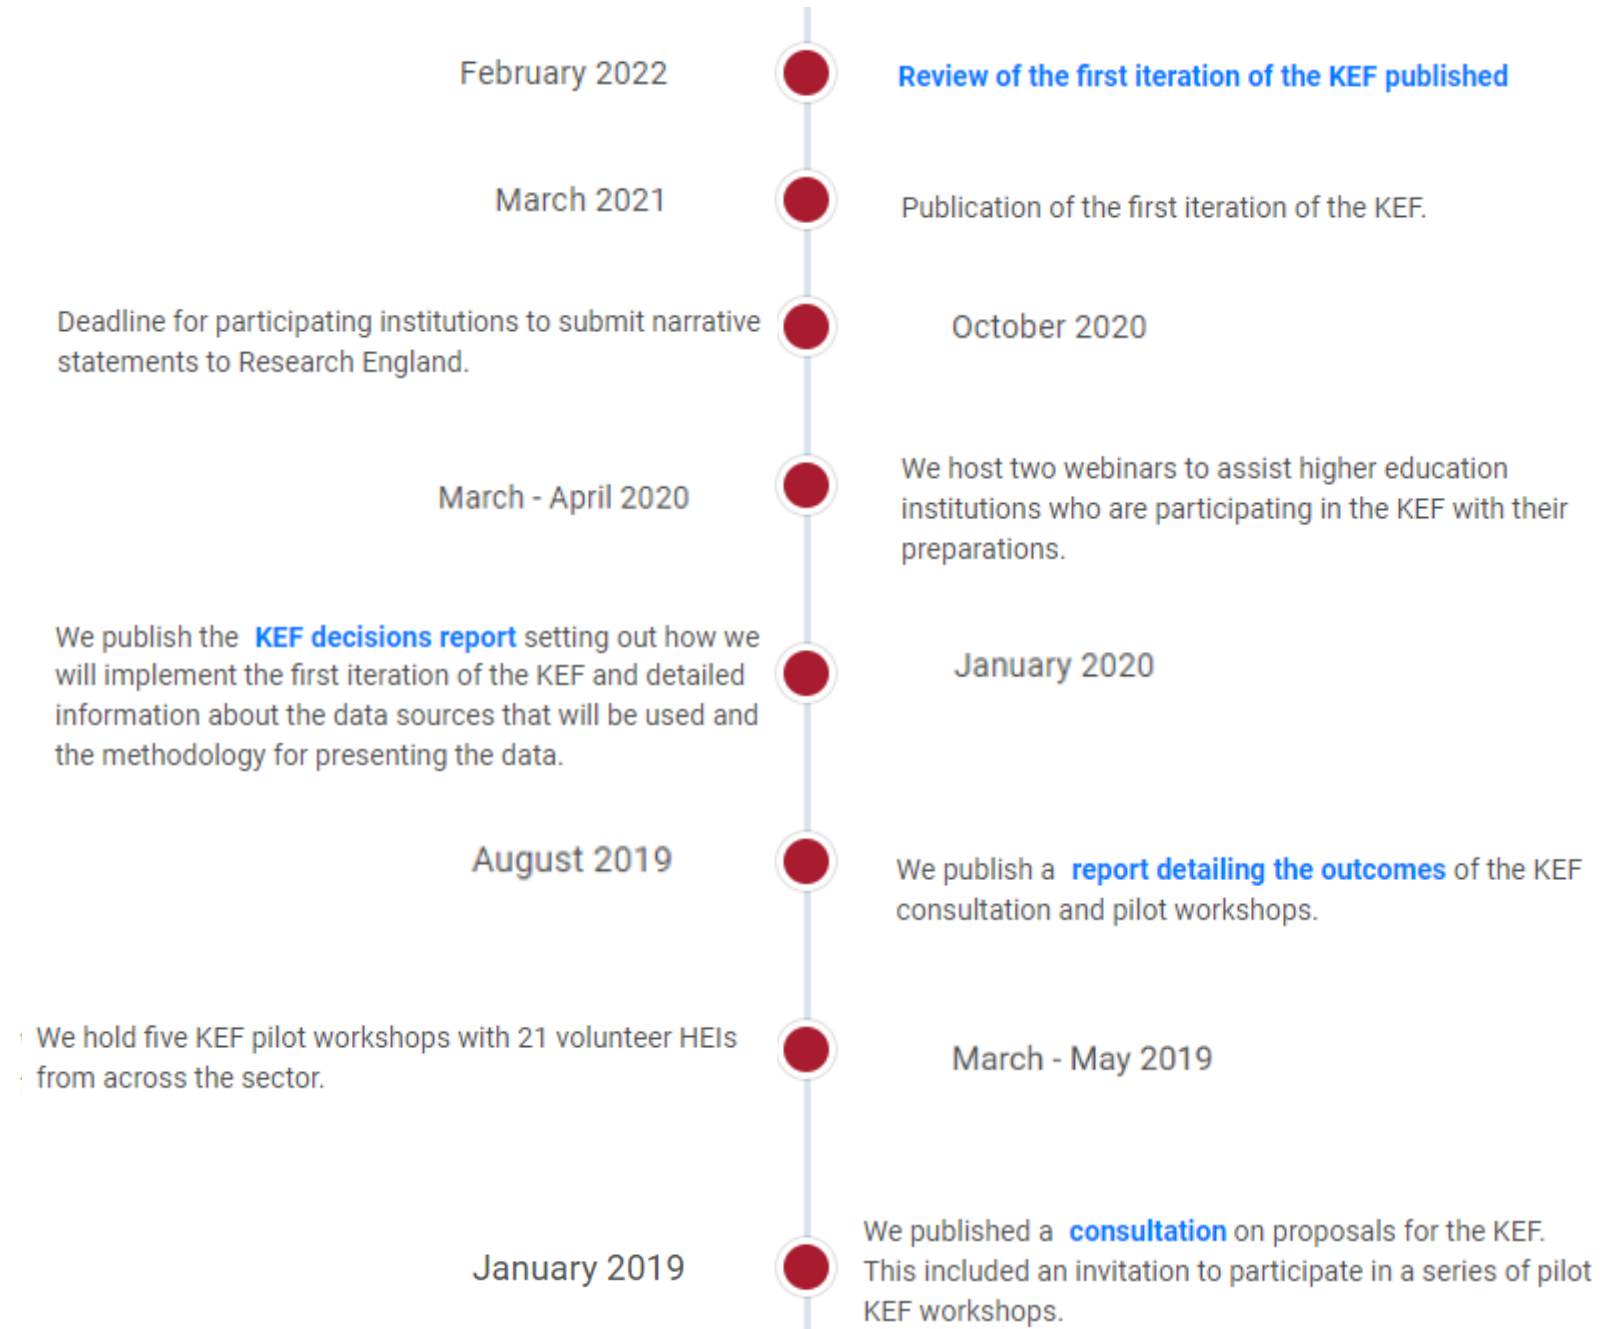 February 2022
Review of the first iteration of the KEF published
March 2021
Publication of the first iteration of the KEF.
Deadline for participating institutions to submit narrative
statements to Research England.
October 2020
March - April 2020
We host two webinars to assist higher education
institutions who are participating in the KEF with their
preparations.
We publish the KEF decisions report setting out how we
will implement the first iteration of the KEF and detailed
information about the data sources that will be used and
the methodology for presenting the data.
January 2020
August 2019
We publish a report detailing the outcomes of the KEF
consultation and pilot workshops.
We hold five KEF pilot workshops with 21 volunteer HEIs
from across the sector.
March - May 2019
January 2019
We published a consultation on proposals for the KEF.
This included an invitation to participate in a series of pilot
KEF workshops.